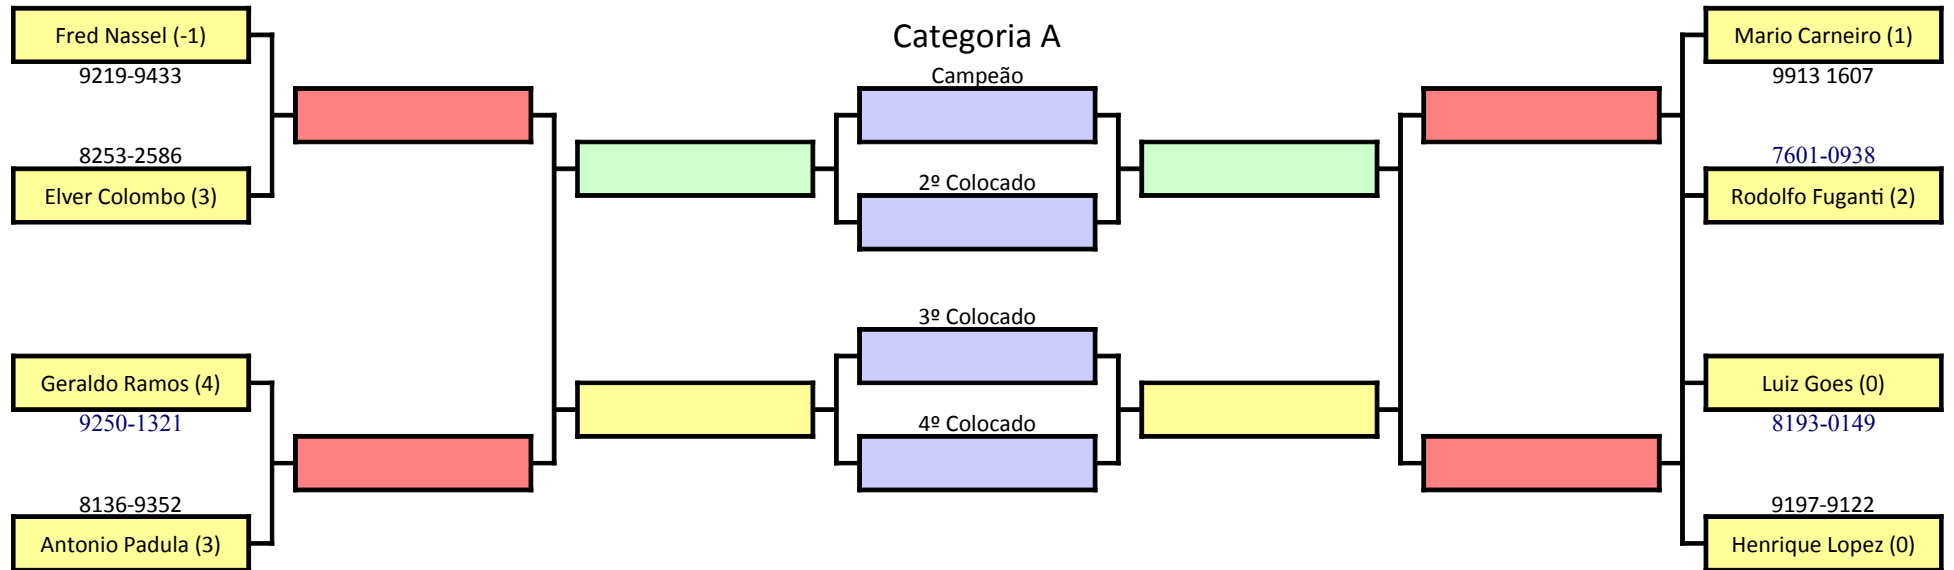 Categoria A
Fred Nassel (-1)
9219-9433
8253-2586
Elver Colombo (3)
Geraldo Ramos (4)
9250-1321
8136-9352
Antonio Padula (3)
Campeão
2º Colocado
3º Colocado
4º Colocado
Mario Carneiro (1)
9913 1607
7601-0938
Rodolfo Fuganti (2)
Luiz Goes (0)
8193-0149
9197-9122
Henrique Lopez (0)